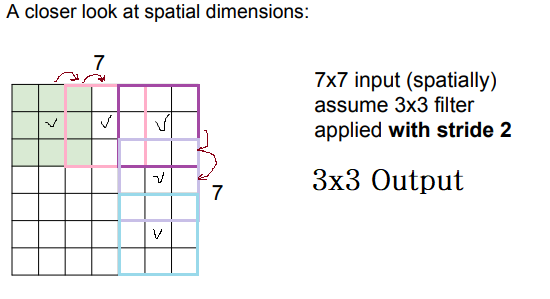 A closer look at spatial dimensions:
7
7x7 input (spatially)
assume 3x3 filter
applied with stride 2
3x3 Output
7